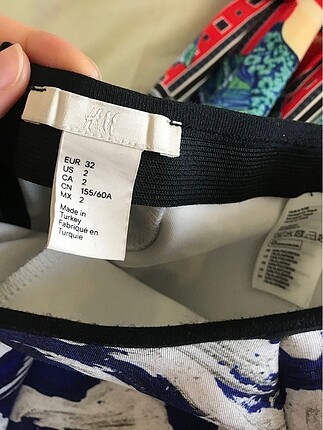 H&M
EUR 32
US 2
CA 2
CN 155/60A
MX 2
Made in
Turkey
Fabriqué en
Turquie